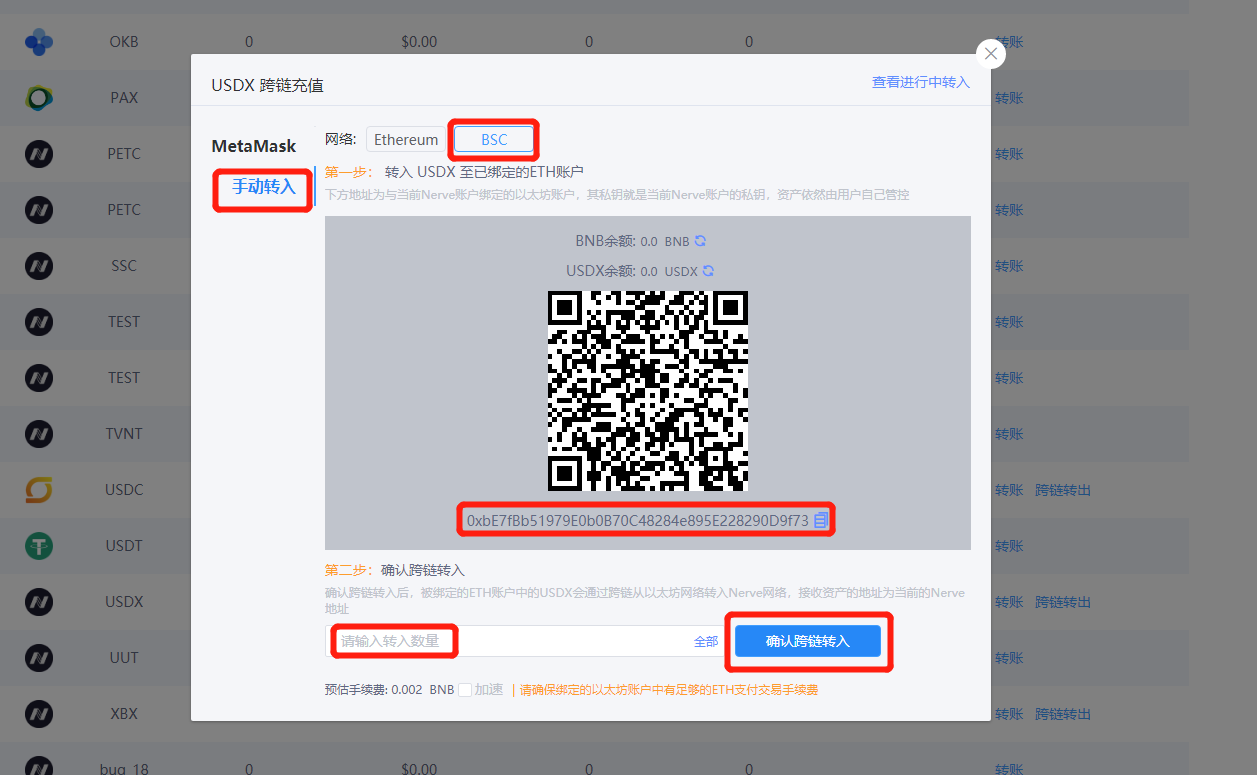 OKB 0 $0.00 0 0 转账
USDX 跨链充值 查看进行中转入
PAX 转账
MetaMask 网络: Ethereum BSC
PETC 转账
手动转入 第一步： 转入 USDX 至已绑定的ETH账户
下方地址为与当前Nerve账户绑定的以太坊账户，其私钥就是当前Nerve账户的私钥，资产依然由用户自己管控
PETC 转账
BNB余额: 0.0 BNB
SSC 转账
USDX余额: 0.0 USDX
TEST 转账
TEST 转账
TVNT 转账
USDC 转账 跨链转出
0xbE7fBb51979E0b0B70C48284e895E228290D9f73
USDT 转账
第二步： 确认跨链转入
确认跨链转入后，被绑定的ETH账户中的USDX会通过跨链从以太坊网络转入Nerve网络，接收资产的地址为当前的Nerve
地址
USDX 转账 跨链转出
请输入转入数量 全部 确认跨链转入
UUT 转账
预估手续费: 0.002 BNB 加速 | 请确保绑定的以太坊账户中有足够的ETH支付交易手续费
XBX 转账 跨链转出
bug_18 0 $0.00 0 0 转账